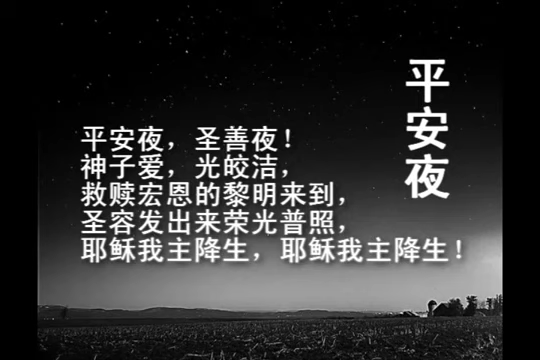 平安夜
平安夜，圣善夜！
神子爱，光皎洁，
救赎宏恩的黎明来到，
圣容发出来荣光普照，
耶稣我主降生，耶稣我主降生！